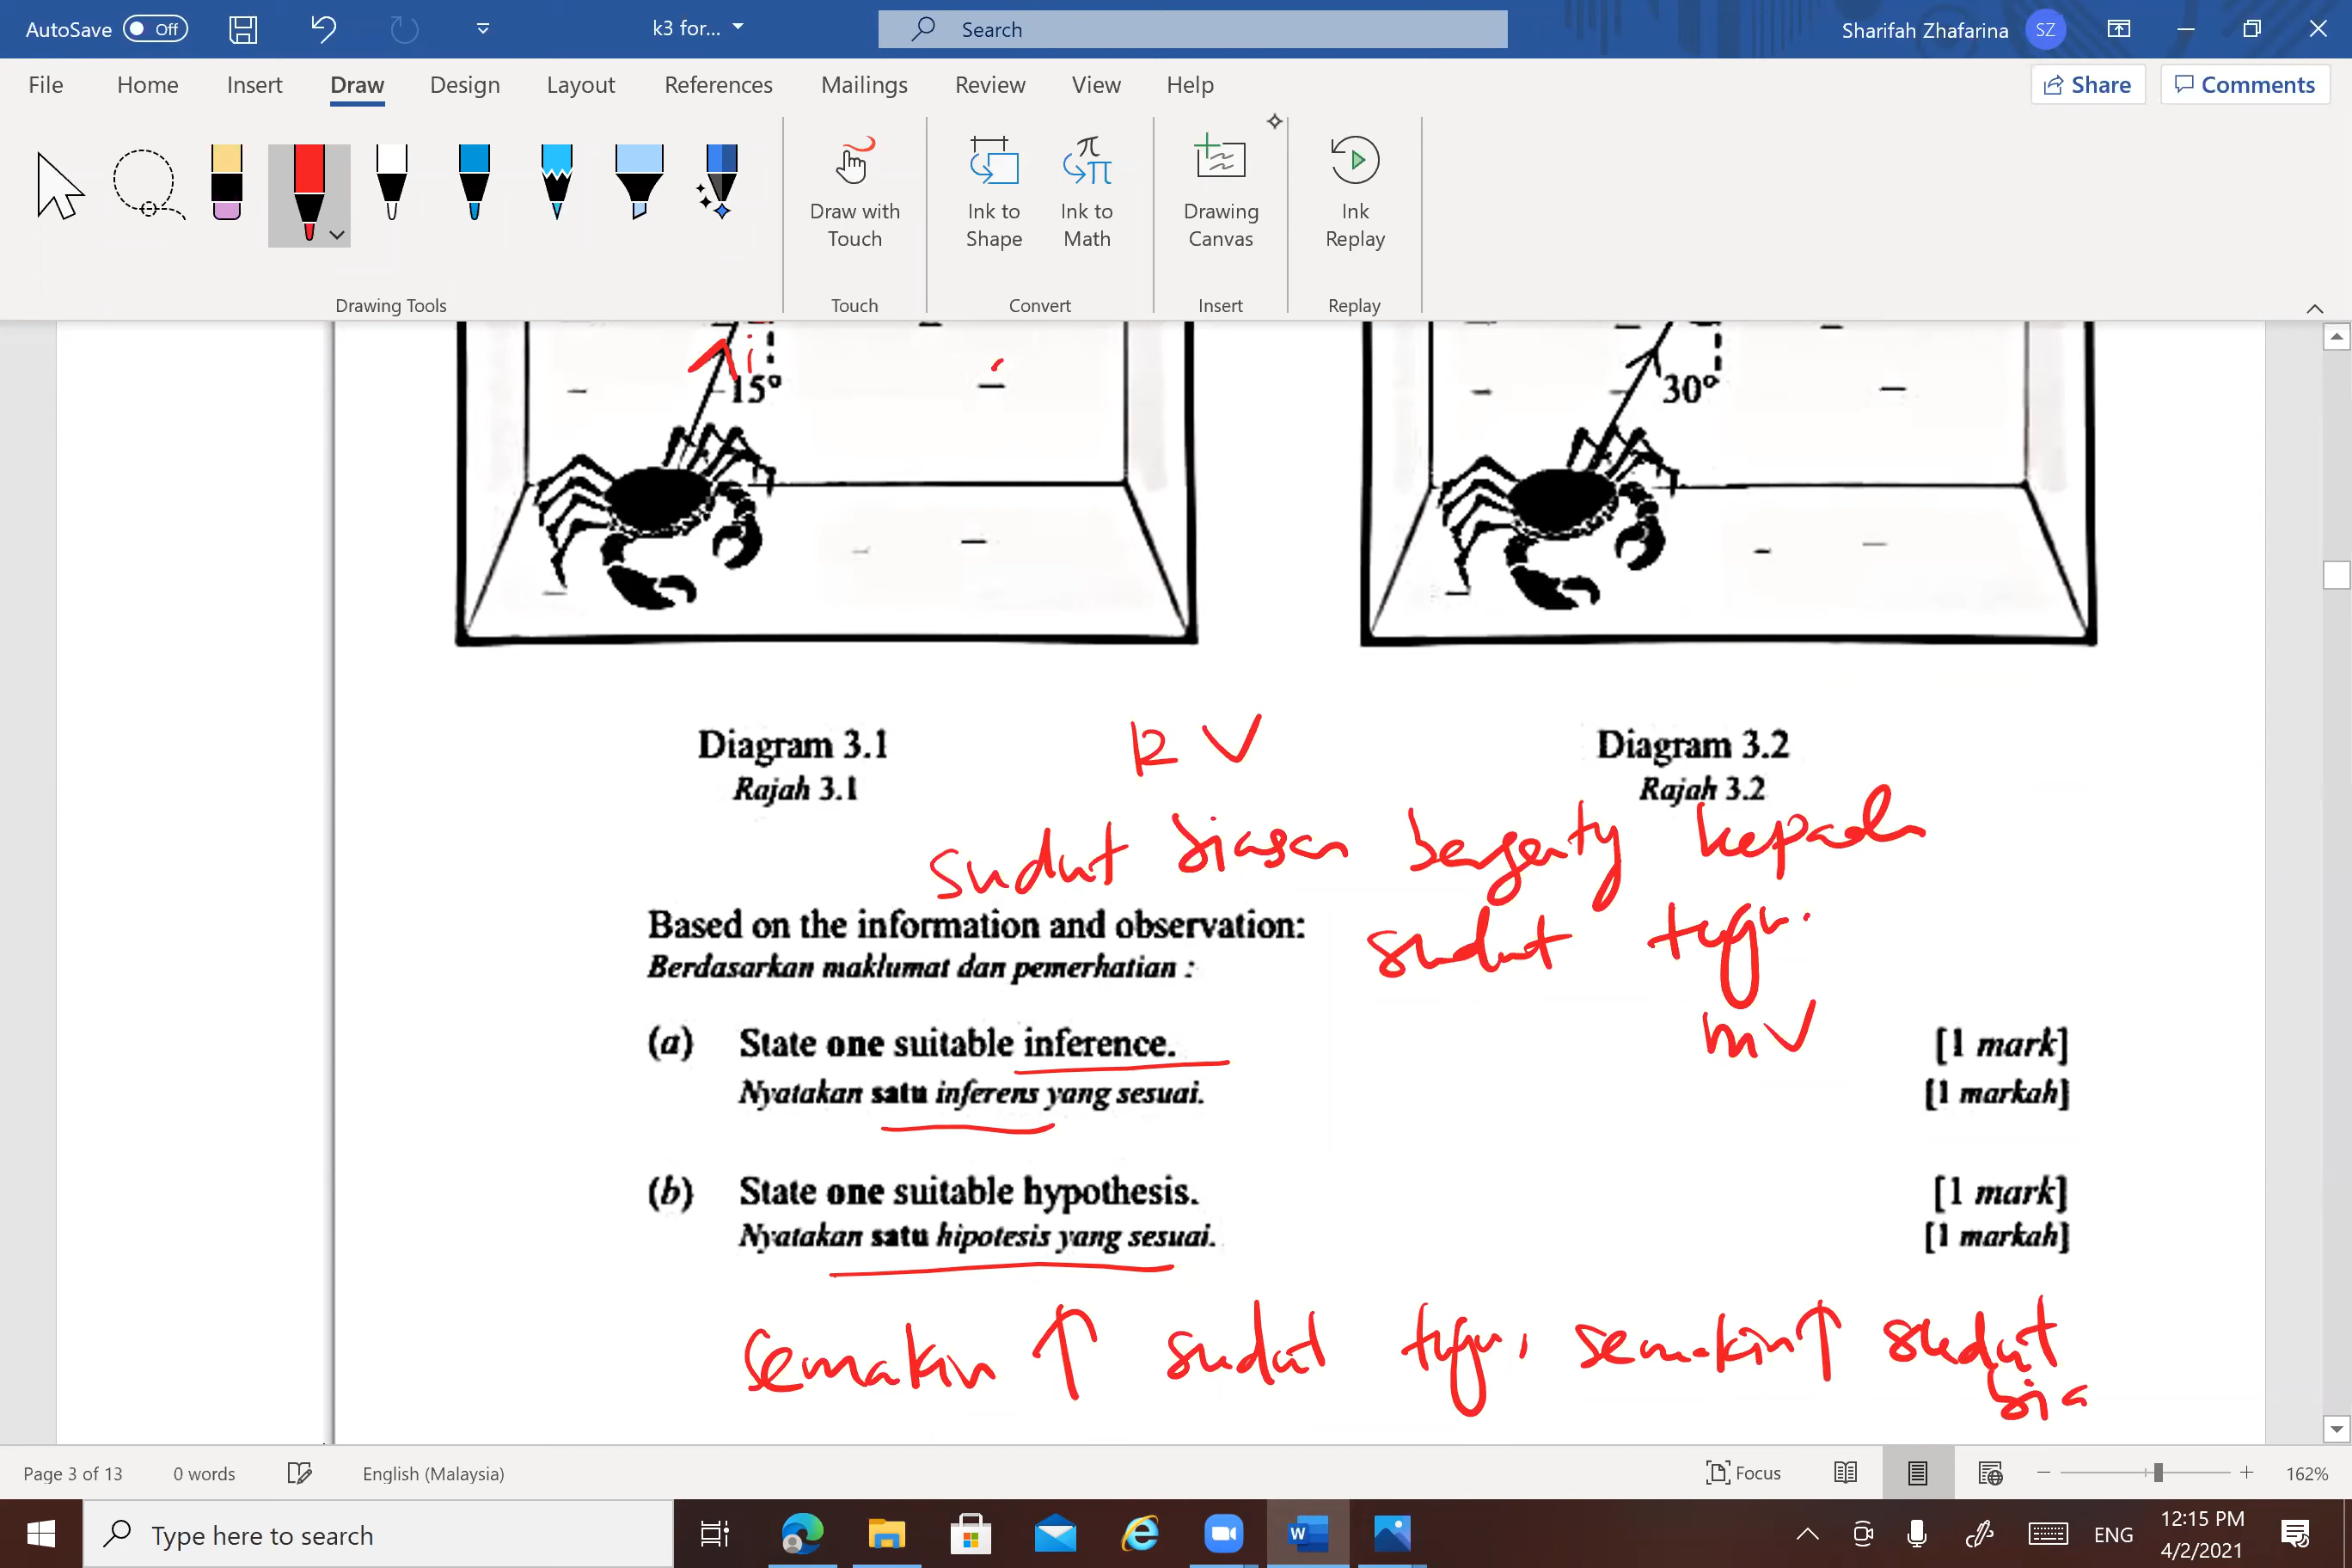 AutoSave Off k3 for... Search Sharifah Zhafarina SZ
File Home Insert Draw Design Layout References Mailings Review View Help Share Comments
Draw with Touch
Ink to Shape
Ink to Math
Drawing Canvas
Ink Replay
Drawing Tools Touch Convert Insert Replay
i
15°
30°
Diagram 3.1
Rajah 3.1
RV
Diagram 3.2
Rajah 3.2
sudut biasan bergantg kepada
sudut tuju.
MV
Based on the information and observation:
Berdasarkan maklumat dan pemerhatian :
(a) State one suitable inference. [1 mark]
Nyatakan satu inferens yang sesuai. [1 markah]
(b) State one suitable hypothesis. [1 mark]
Nyatakan satu hipotesis yang sesuai. [1 markah]
Semakin ↑ sudut tuju, semakin ↑ sudut
bia
Page 3 of 13 0 words English (Malaysia) Focus 162%
Type here to search ENG 12:15 PM
4/2/2021